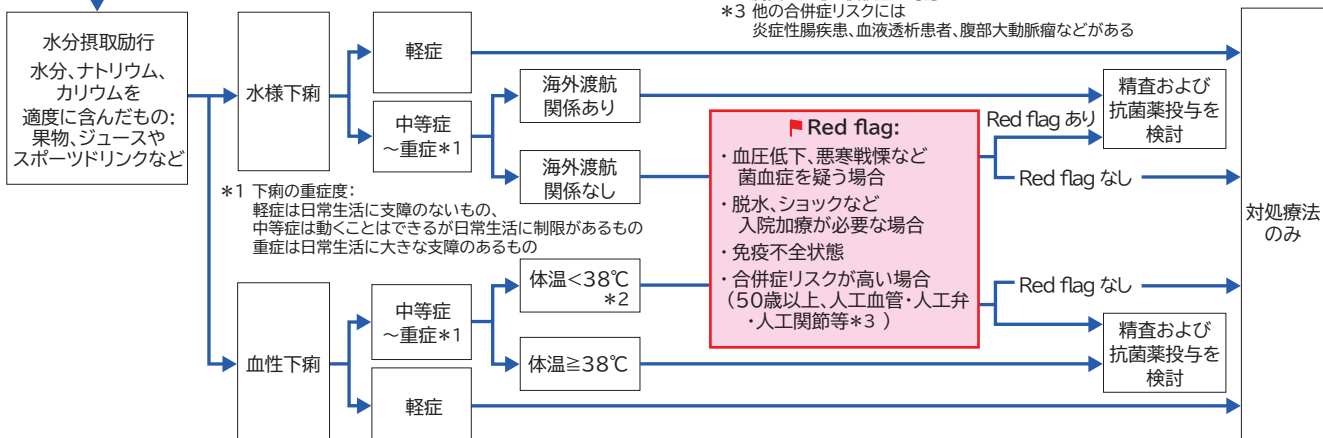 *3 他の合併症リスクには
炎症性腸疾患、血液透析患者、腹部大動脈瘤などがある
水分摂取励行
水分、ナトリウム、
カリウムを
適度に含んだもの:
果物、ジュースや
スポーツドリンクなど
水様下痢
軽症
中等症
~重症*1
海外渡航
関係あり
海外渡航
関係なし
*1 下痢の重症度:
軽症は日常生活に支障のないもの、
中等症は動くことはできるが日常生活に制限があるもの
重症は日常生活に大きな支障のあるもの
Red flag:
・血圧低下、悪寒戦慄など
菌血症を疑う場合
・脱水、ショックなど
入院加療が必要な場合
・免疫不全状態
・合併症リスクが高い場合
(50歳以上、人工血管・人工弁
・人工関節等*3 )
Red flag あり
Red flag なし
精査および
抗菌薬投与を
検討
対処療法
のみ
血性下痢
中等症
~重症*1
軽症
体温<38℃
*2
体温≧38℃
Red flag なし
精査および
抗菌薬投与を
検討